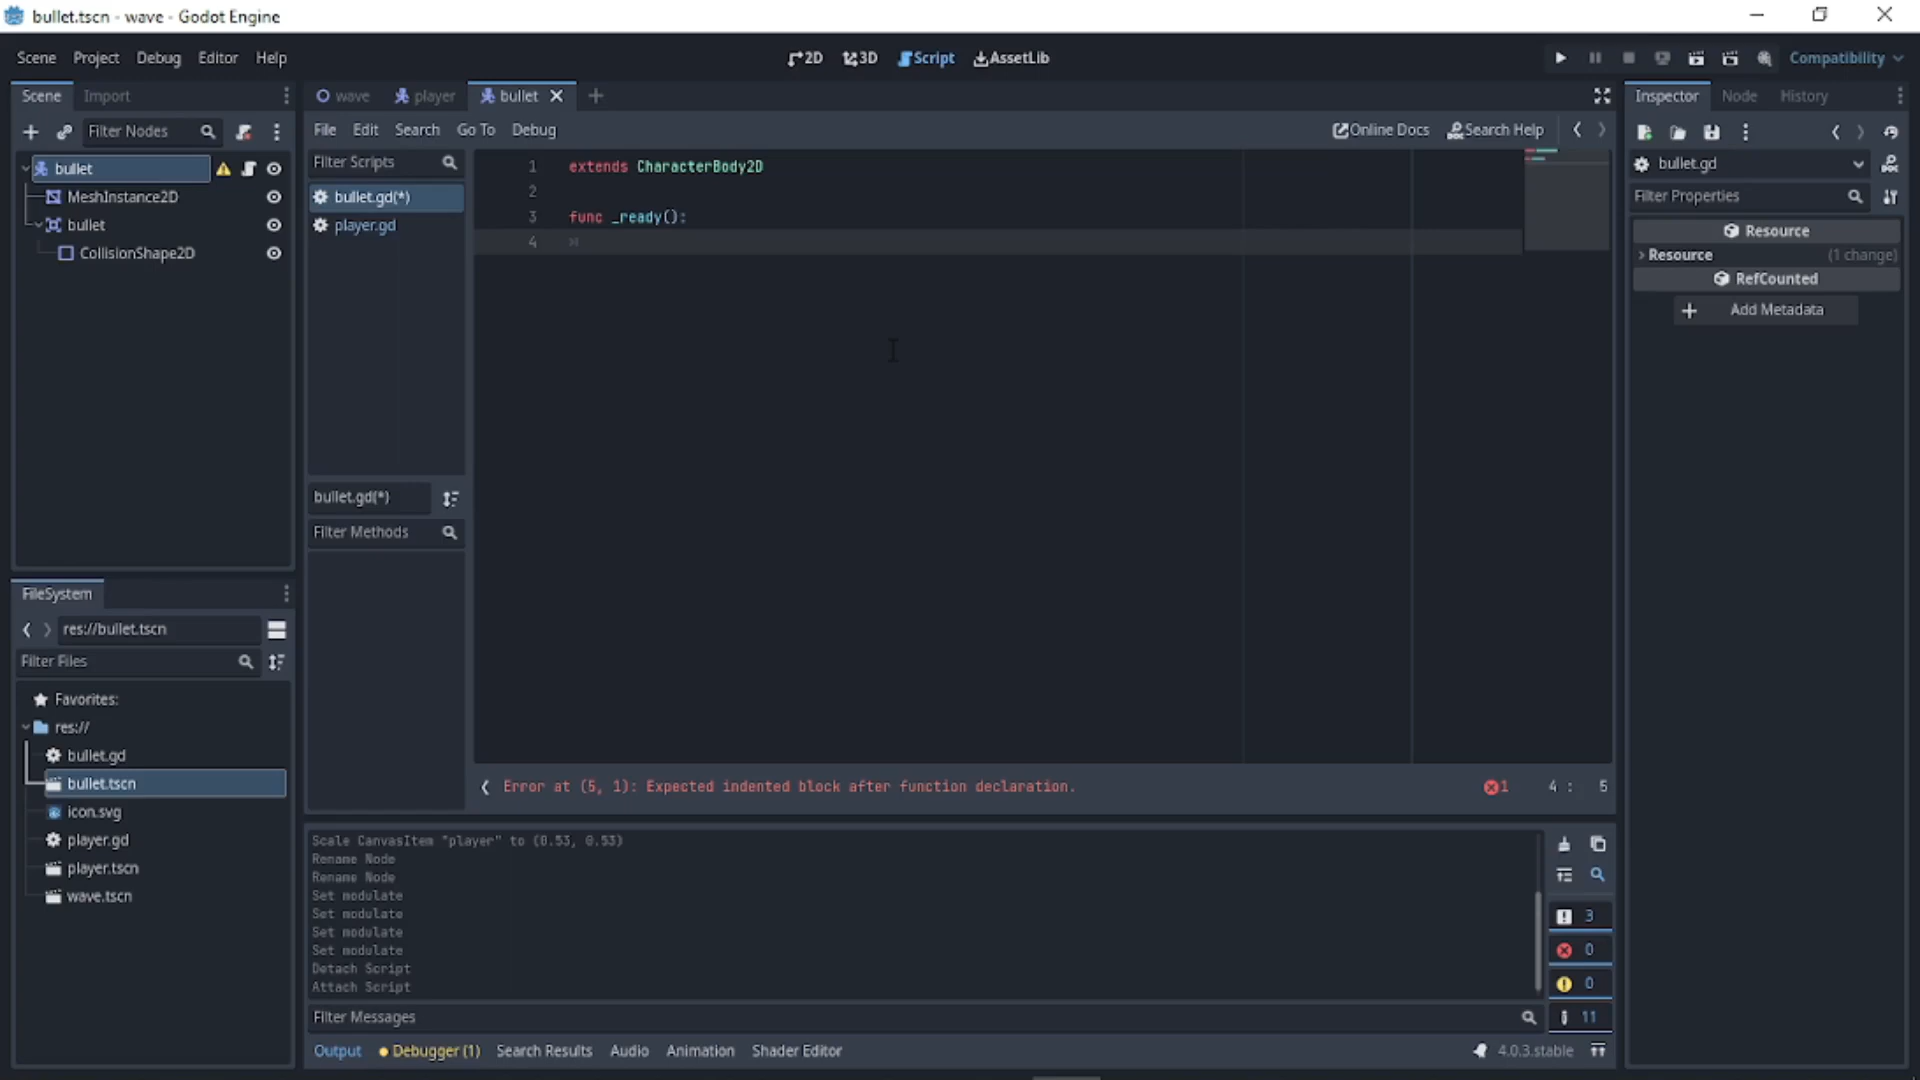 bullet.tscn - wave - Godot Engine
Scene Project Debug Editor Help
2D 3D Script AssetLib
Compatibility
Scene Import
Filter Nodes
bullet
MeshInstance2D
bullet
CollisionShape2D
FileSystem
res://bullet.tscn
Filter Files
Favorites:
res://
bullet.gd
bullet.tscn
icon.svg
player.gd
player.tscn
wave.tscn
wave player bullet
File Edit Search Go To Debug
Online Docs Search Help
Filter Scripts
bullet.gd(*)
player.gd
bullet.gd(*)
Filter Methods
1 extends CharacterBody2D
2
3 func _ready():
4
Error at (5, 1): Expected indented block after function declaration.
1 4 : 5
Scale CanvasItem "player" to (0.53, 0.53)
Rename Node
Rename Node
Set modulate
Set modulate
Set modulate
Set modulate
Detach Script
Attach Script
3
0
0
11
Filter Messages
Output Debugger (1) Search Results Audio Animation Shader Editor
4.0.3.stable
Inspector Node History
bullet.gd
Filter Properties
Resource
Resource (1 change)
RefCounted
Add Metadata